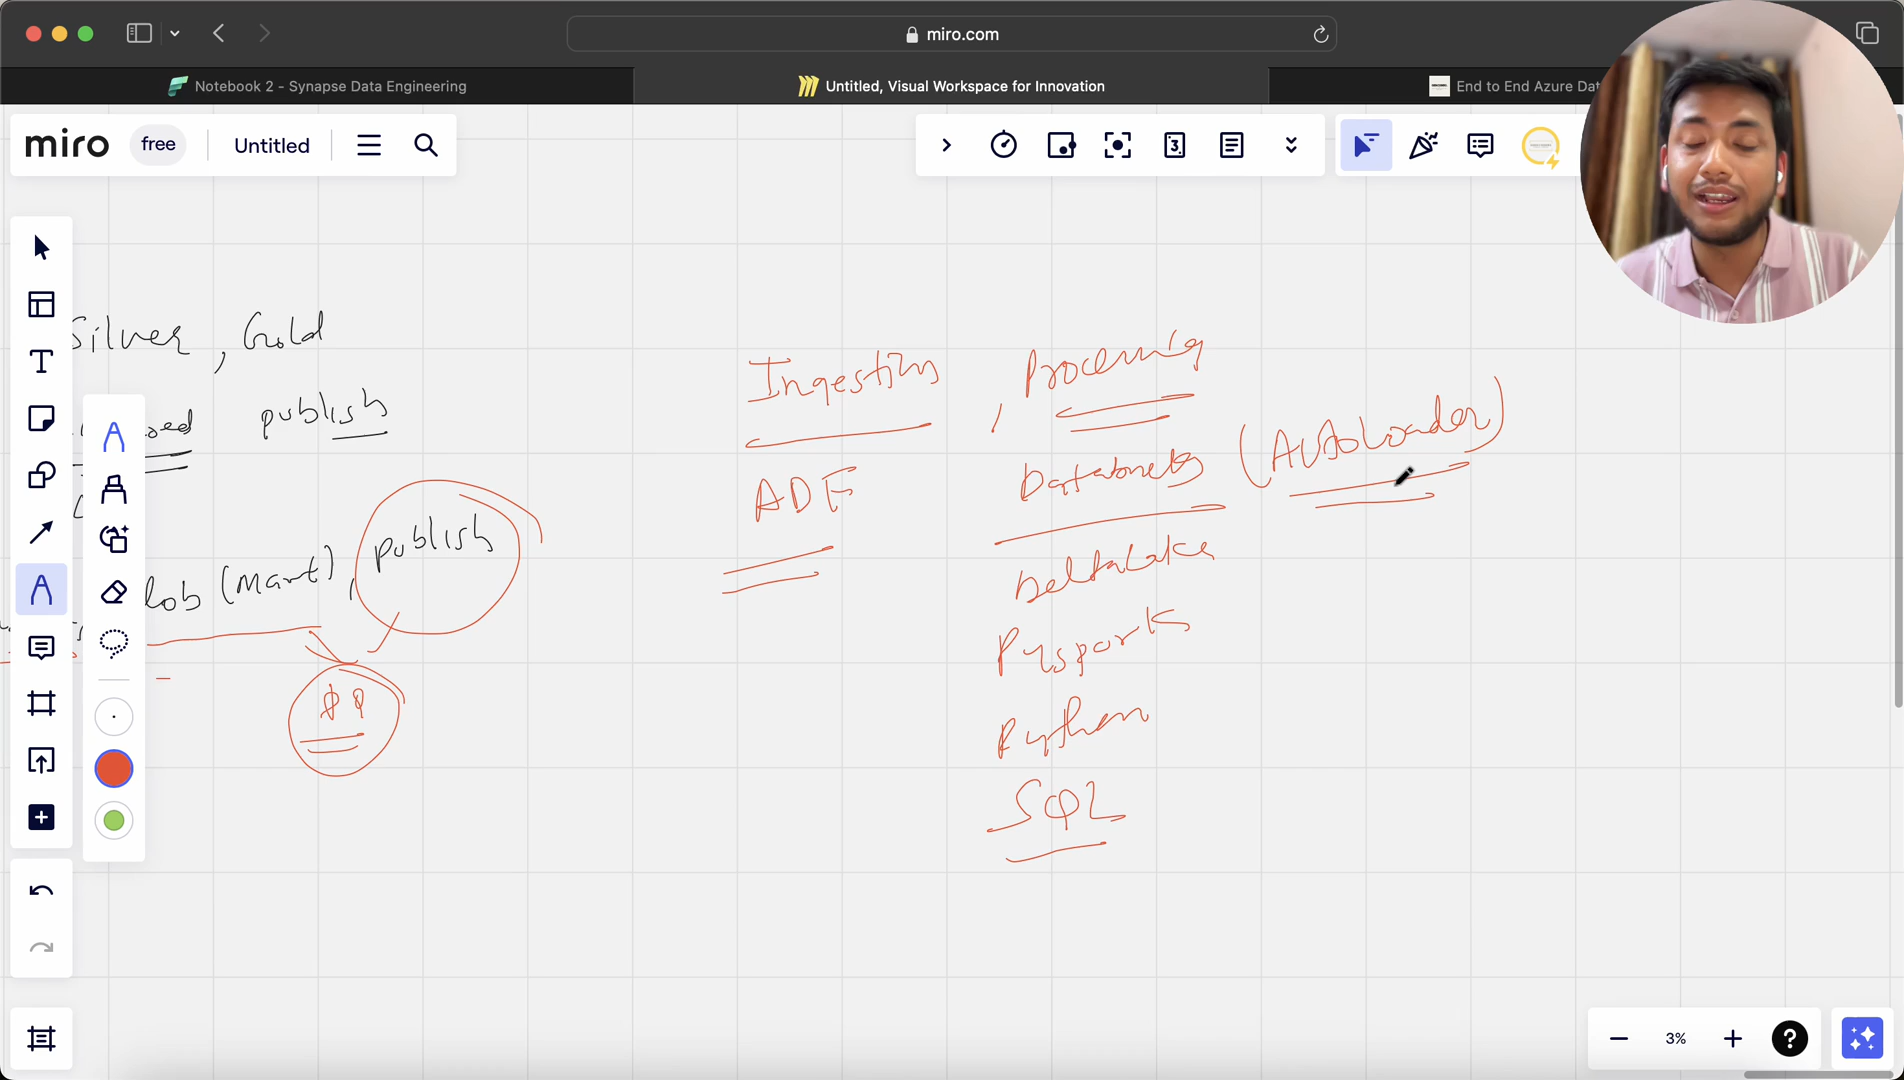 miro.com
Notebook 2 - Synapse Data Engineering
Untitled, Visual Workspace for Innovation
End to End Azure Dat
miro free Untitled
3
Silver, Gold
publish
Ingestion, Processing
ADF
Databricks (AutoLoader)
publish
(Mart),
DeltaLake
Pyspark
Python
SQL
3%
?